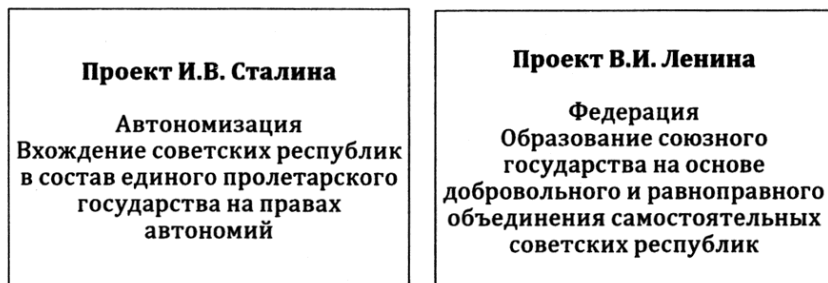 Проект И.В. Сталина
Автономизация
Вхождение советских республик
в состав единого пролетарского
государства на правах
автономий
Проект В.И. Ленина
Федерация
Образование союзного
государства на основе
добровольного и равноправного
объединения самостоятельных
советских республик